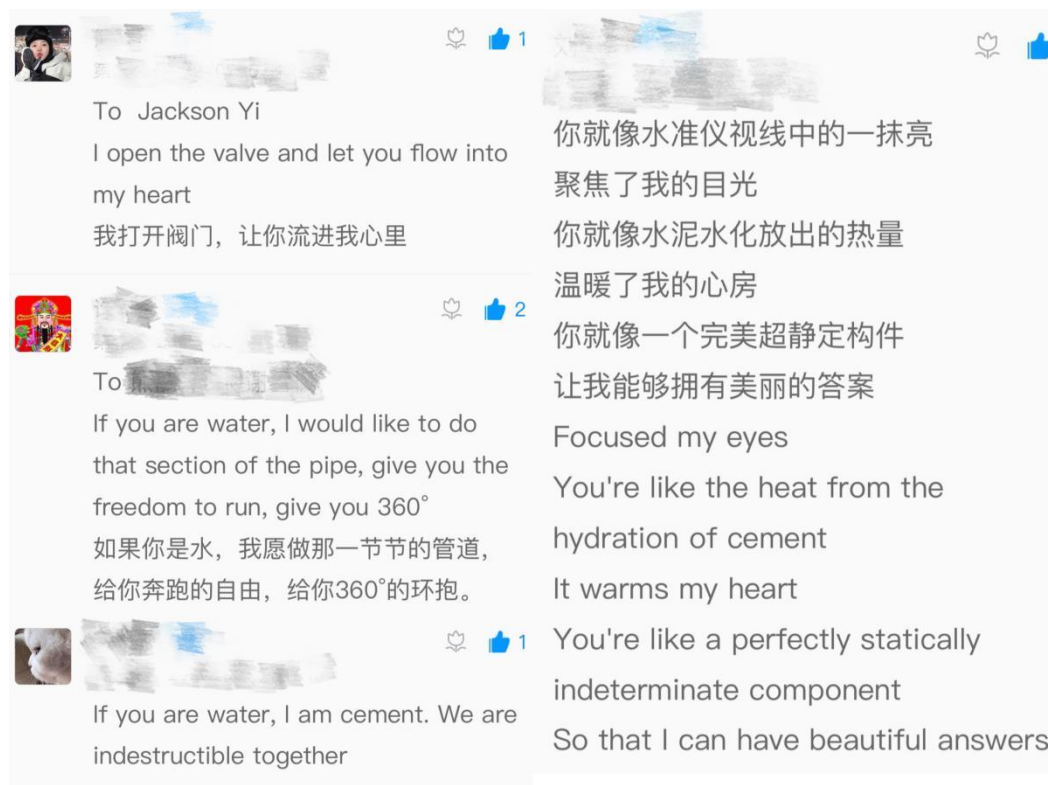 1
To Jackson Yi
I open the valve and let you flow into
my heart
我打开阀门，让你流进我心里
2
To
If you are water, I would like to do
that section of the pipe, give you the
freedom to run, give you 360°
如果你是水，我愿做那一节节的管道，
给你奔跑的自由，给你360°的环抱。
1
If you are water, I am cement. We are
indestructible together
你就像水准仪视线中的一抹亮
聚焦了我的目光
你就像水泥水化放出的热量
温暖了我的心房
你就像一个完美超静定构件
让我能够拥有美丽的答案
Focused my eyes
You're like the heat from the
hydration of cement
It warms my heart
You're like a perfectly statically
indeterminate component
So that I can have beautiful answers